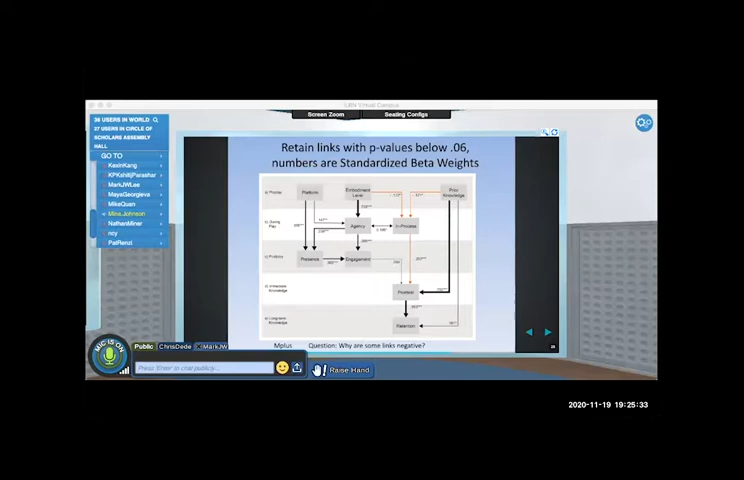 iLRN Virtual Campus
Screen Zoom
Seating Configs
36 USERS IN WORLD
27 USERS IN CIRCLE OF
SCHOLARS ASSEMBLY
HALL
GO TO
KexinKang
KPKshitijParashar
MarkJWLee
MayaGeorgieva
MikeQuan
Mina.Johnson
NathanMiner
ncy
PatRenzi
Retain links with p-values below .06,
numbers are Standardized Beta Weights
Platform
Embodiment
Level
Prior
Knowledge
Agency
In-Process
Presence
Engagement
Posttest
Retention
Mplus
Question: Why are some links negative?
MIC IS ON
Public
ChrisDede
x MarkJW
Press 'Enter' to chat publicly...
Raise Hand
2020-11-19 19:25:33